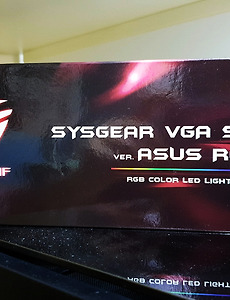 SYSGEAR VGA S
VER. ASUS R
RGB COLOR LED LIGHT